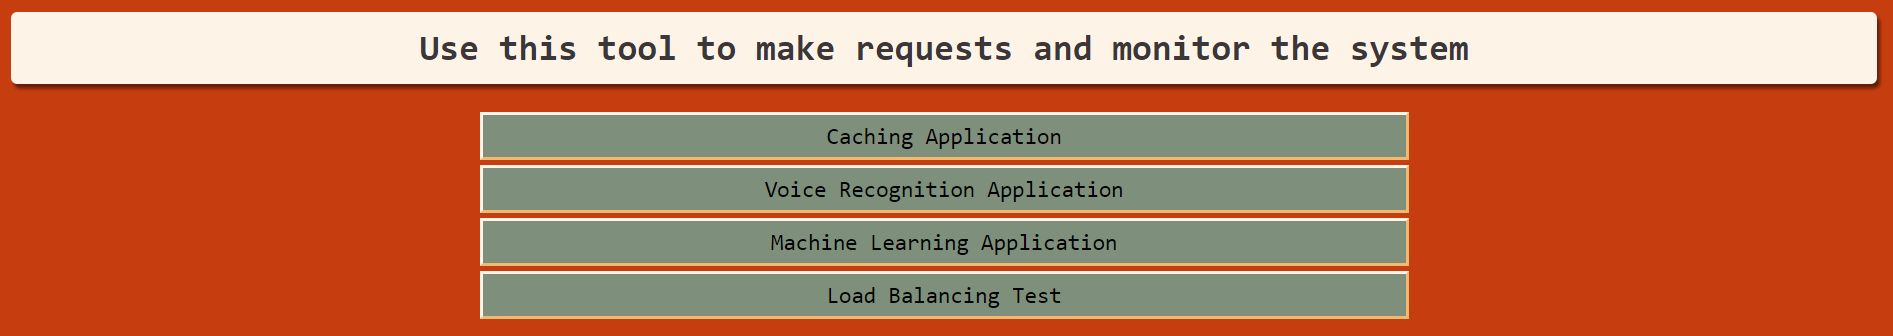 Use this tool to make requests and monitor the system
Caching Application
Voice Recognition Application
Machine Learning Application
Load Balancing Test